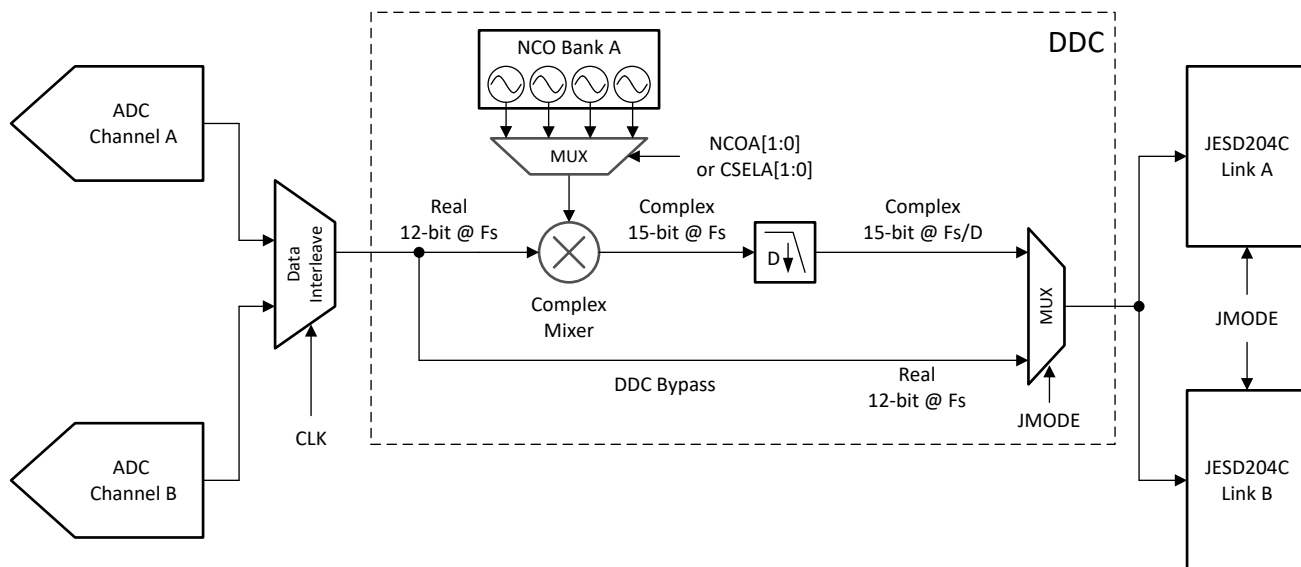 NCO Bank A
DDC
ADC
Channel A
MUX
NCOA[1:0]
or CSELA[1:0]
JESD204C
Link A
Data
Interleave
Real
12-bit @ Fs
Complex
15-bit @ Fs
D
Complex
15-bit @ Fs/D
MUX
Complex
Mixer
JMODE
DDC Bypass
Real
12-bit @ Fs
JMODE
CLK
ADC
Channel B
JESD204C
Link B